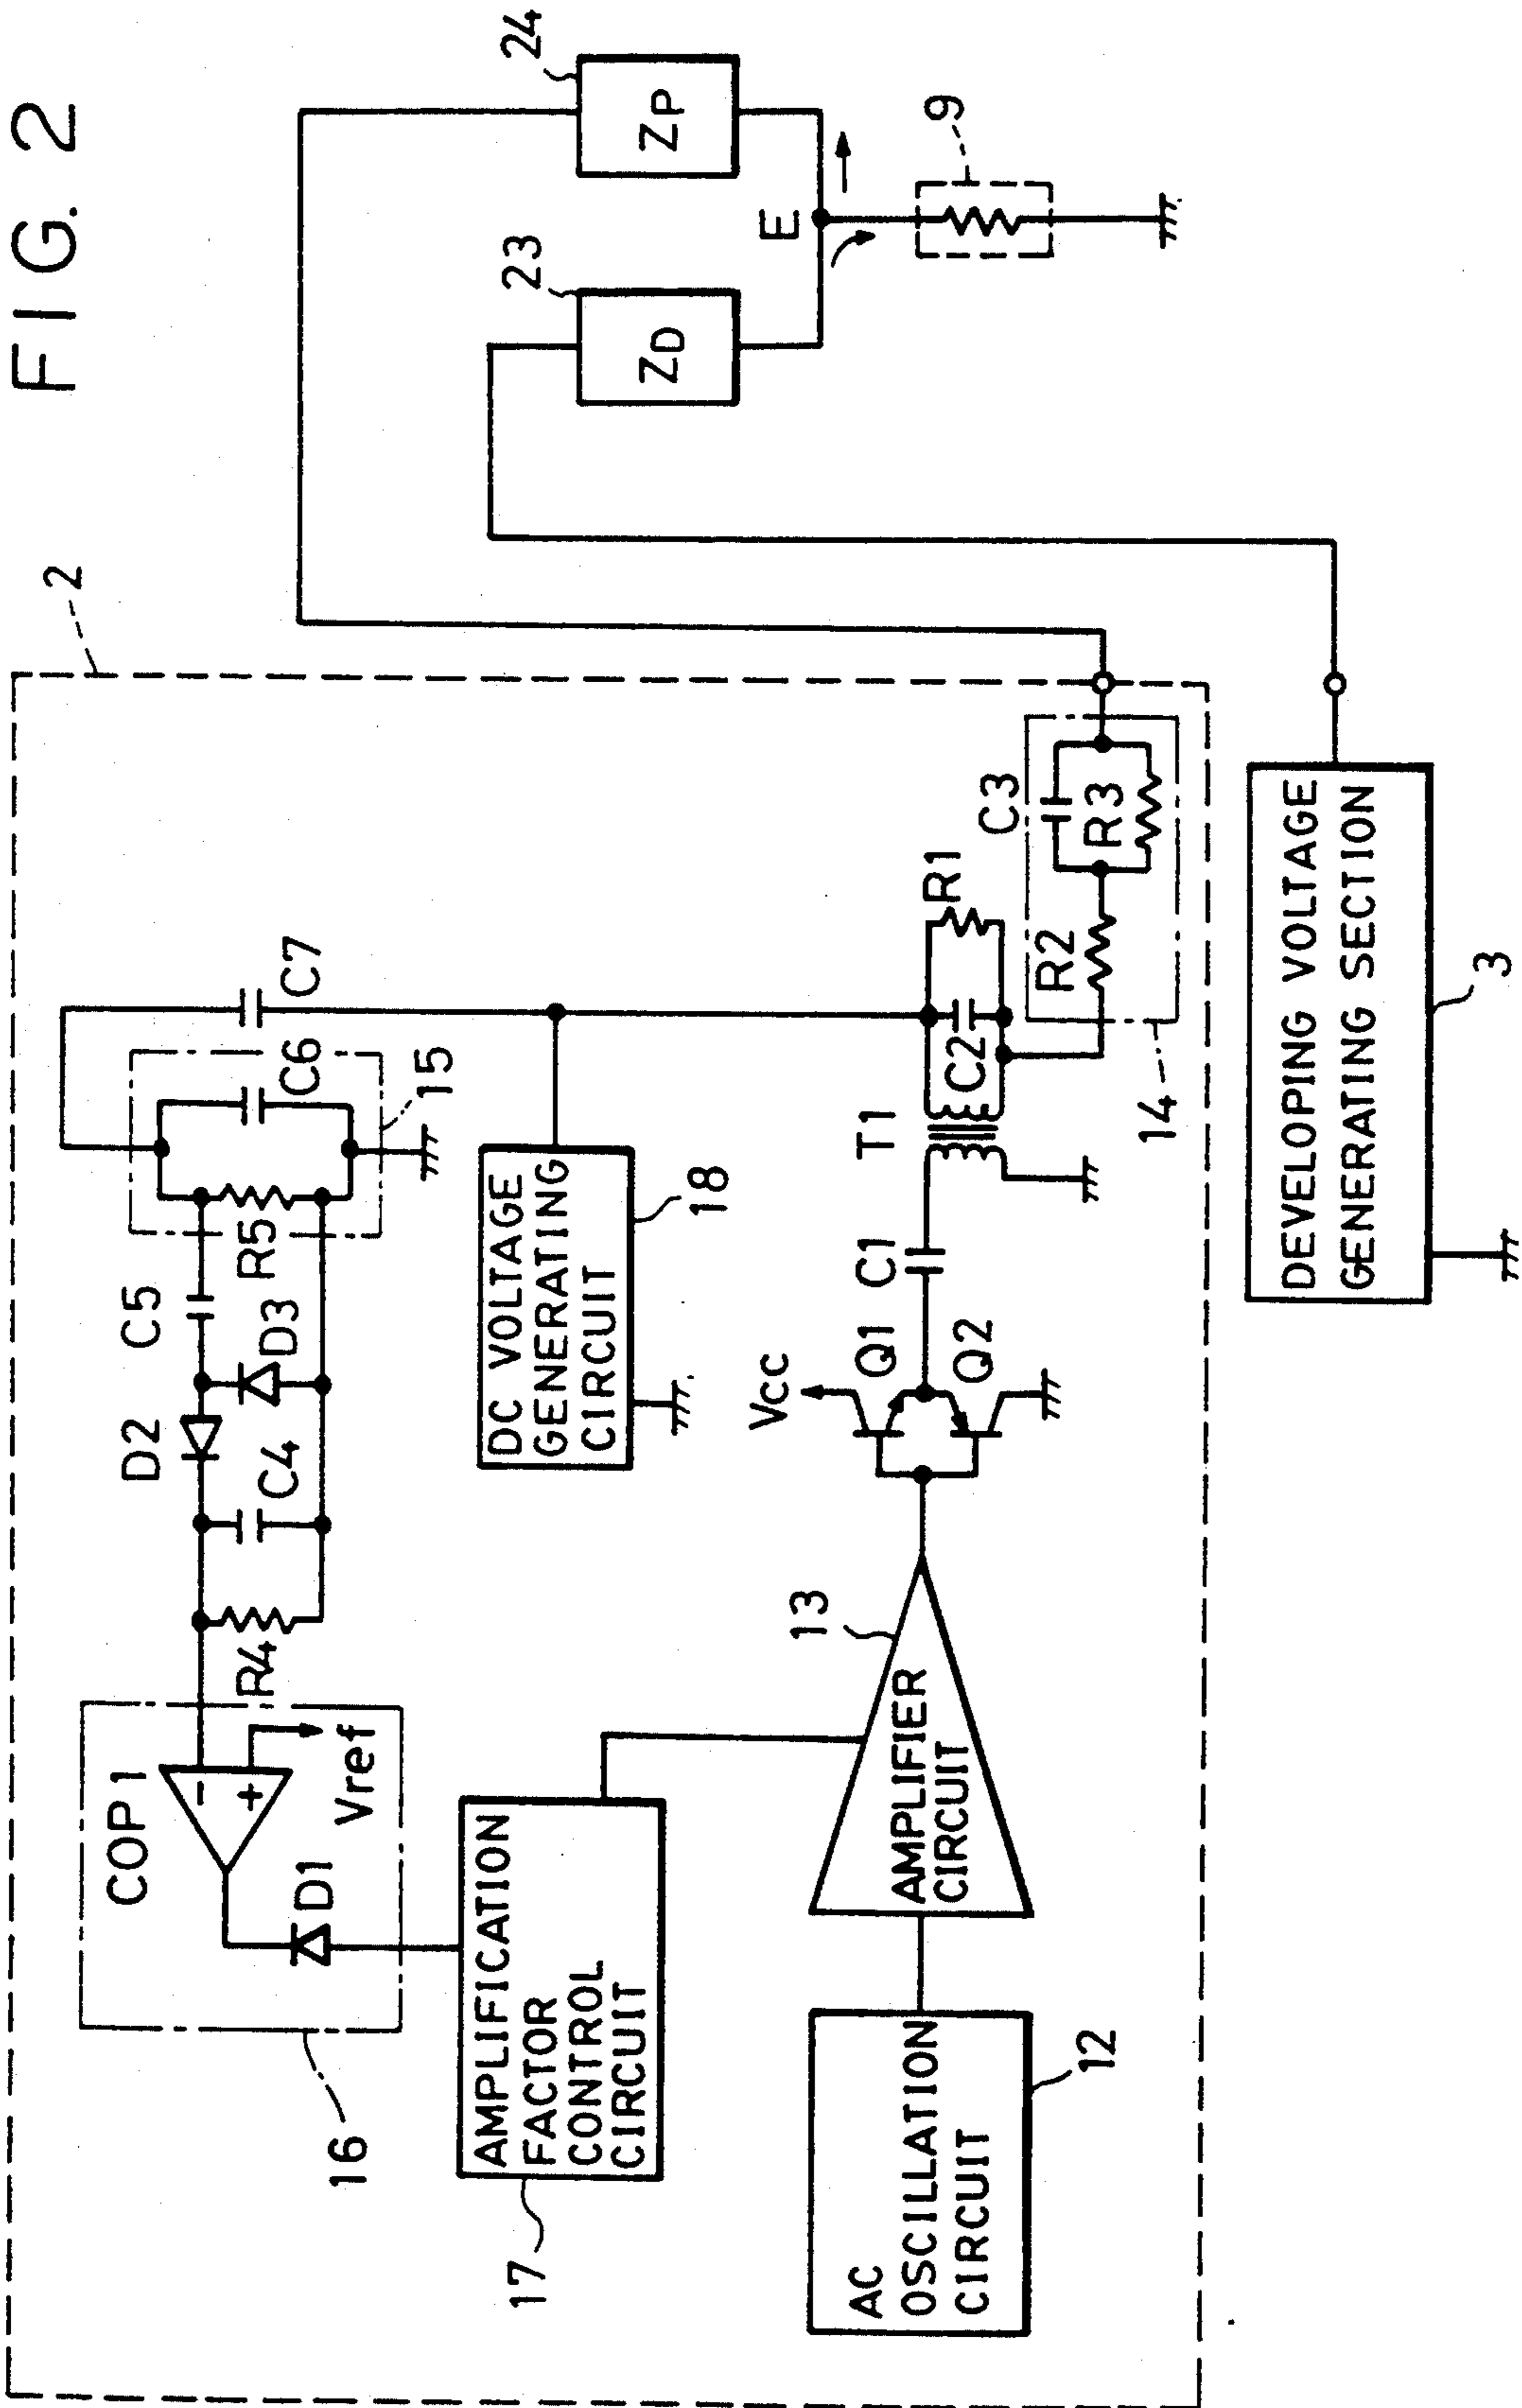 FIG. 2
2
24
ZP
23
ZD
E
9
COP1
-
+
Vref
D1
16
R4
C4
D2
D3
C5
R5
C6
15
C7
AMPLIFICATION
FACTOR
CONTROL
CIRCUIT
17
DC VOLTAGE
GENERATING
CIRCUIT
18
AC
OSCILLATION
CIRCUIT
12
AMPLIFIER
CIRCUIT
13
Vcc
Q1
Q2
C1
T1
C2
R1
R2
C3
R3
14
DEVELOPING VOLTAGE
GENERATING SECTION
3